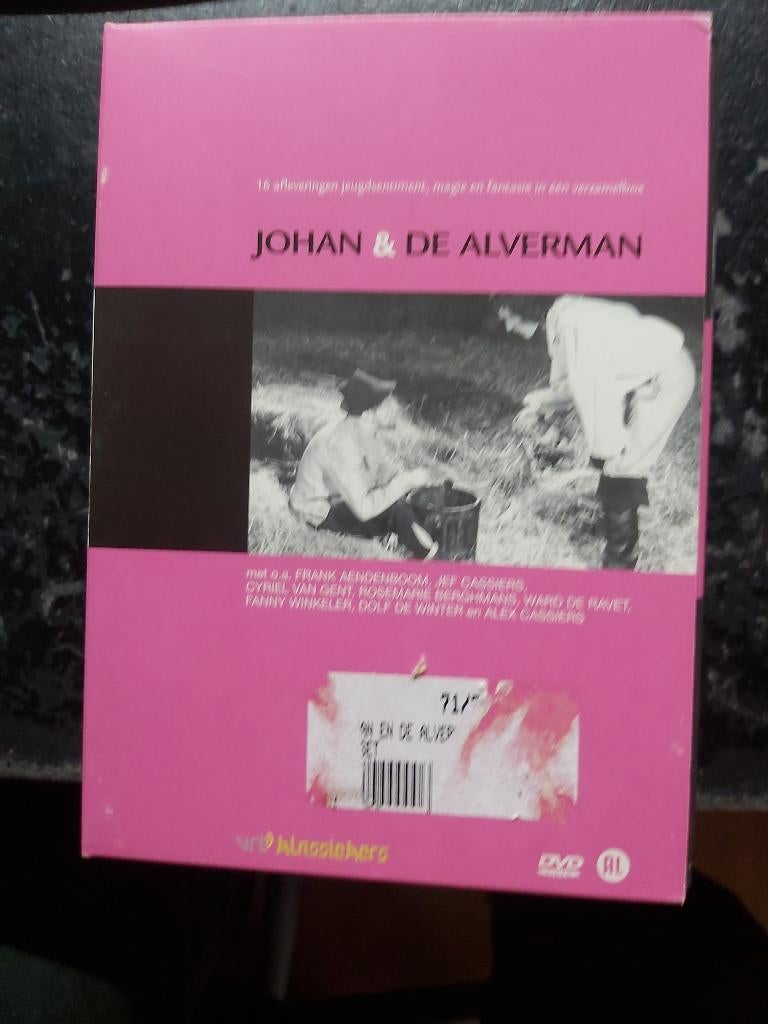 16 afleveringen jeugdsentiment, magie en fantasie in één verzamelbox
JOHAN & DE ALVERMAN
met o.a. FRANK AENDENBOOM, JEF CASSIERS,
CYRIEL VAN GENT, ROSEMARIE BERGHMANS, WARD DE RAVET,
FANNY WINKELER, DOLF DE WINTER en ALEX CASSIERS
71/
AN EN DE ALVER
SET
vrt klassiekers
DVD
AL